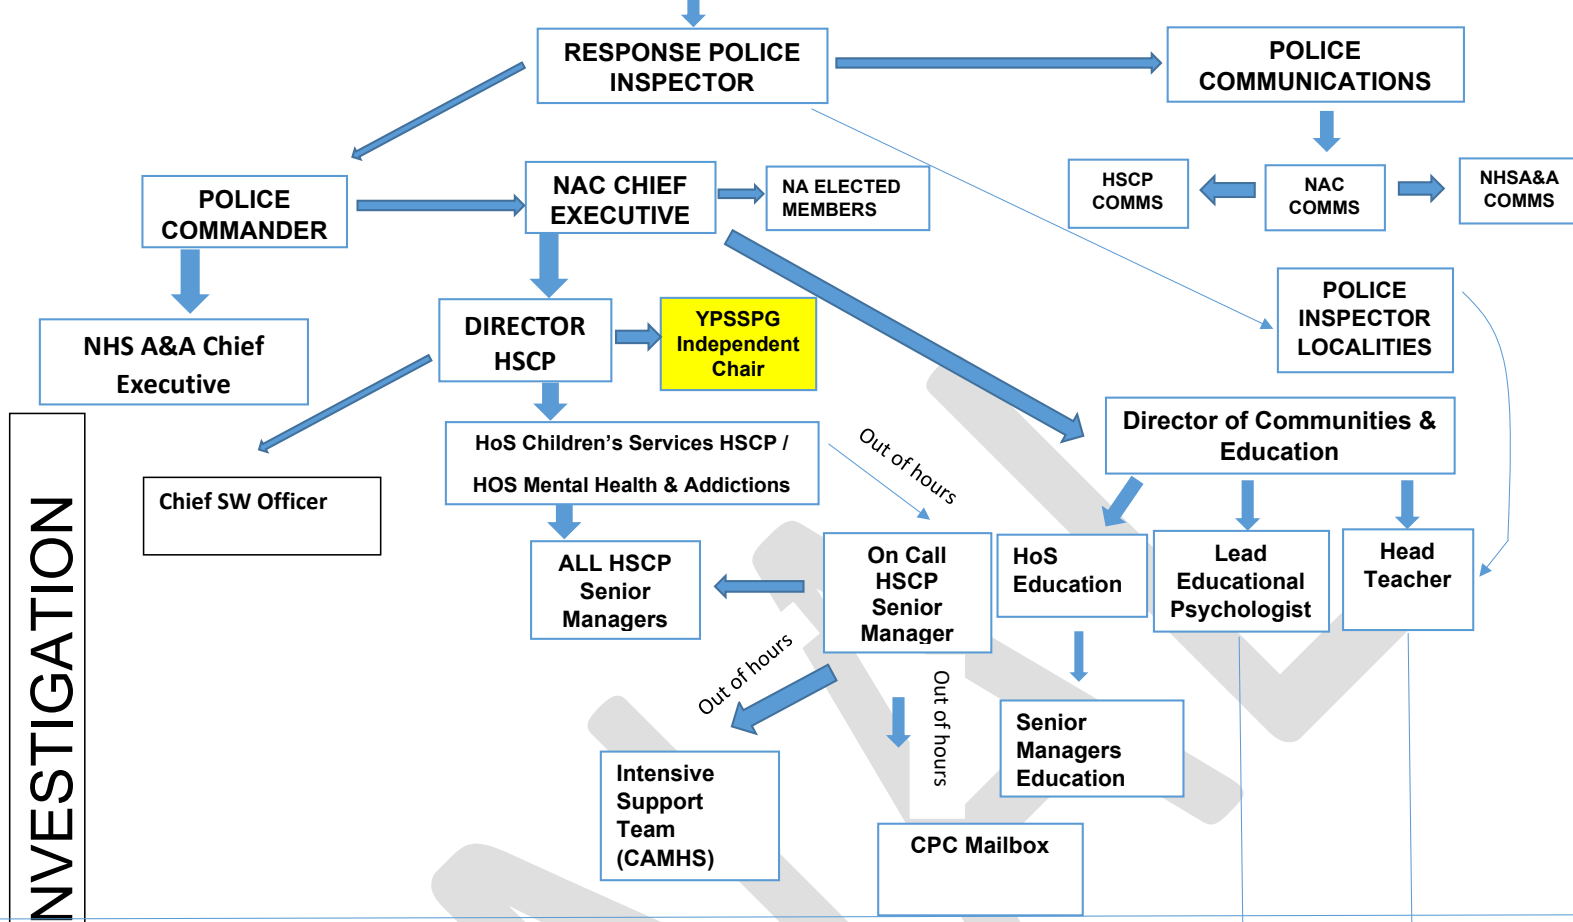 RESPONSE POLICE
INSPECTOR
POLICE
COMMUNICATIONS
POLICE
COMMANDER
NAC CHIEF
EXECUTIVE
NA ELECTED
MEMBERS
HSCP
COMMS
NAC
COMMS
NHSA&A
COMMS
POLICE
INSPECTOR
LOCALITIES
NHS A&A Chief
Executive
DIRECTOR
HSCP
YPSSPG
Independent
Chair
Director of Communities &
Education
HoS Children’s Services HSCP /
HOS Mental Health & Addictions
Out of hours
Chief SW Officer
ALL HSCP
Senior
Managers
On Call
HSCP
Senior
Manager
HoS
Education
Lead
Educational
Psychologist
Head
Teacher
Out of hours
Out of hours
Senior
Managers
Education
Intensive
Support
Team
(CAMHS)
CPC Mailbox
NVESTIGATION